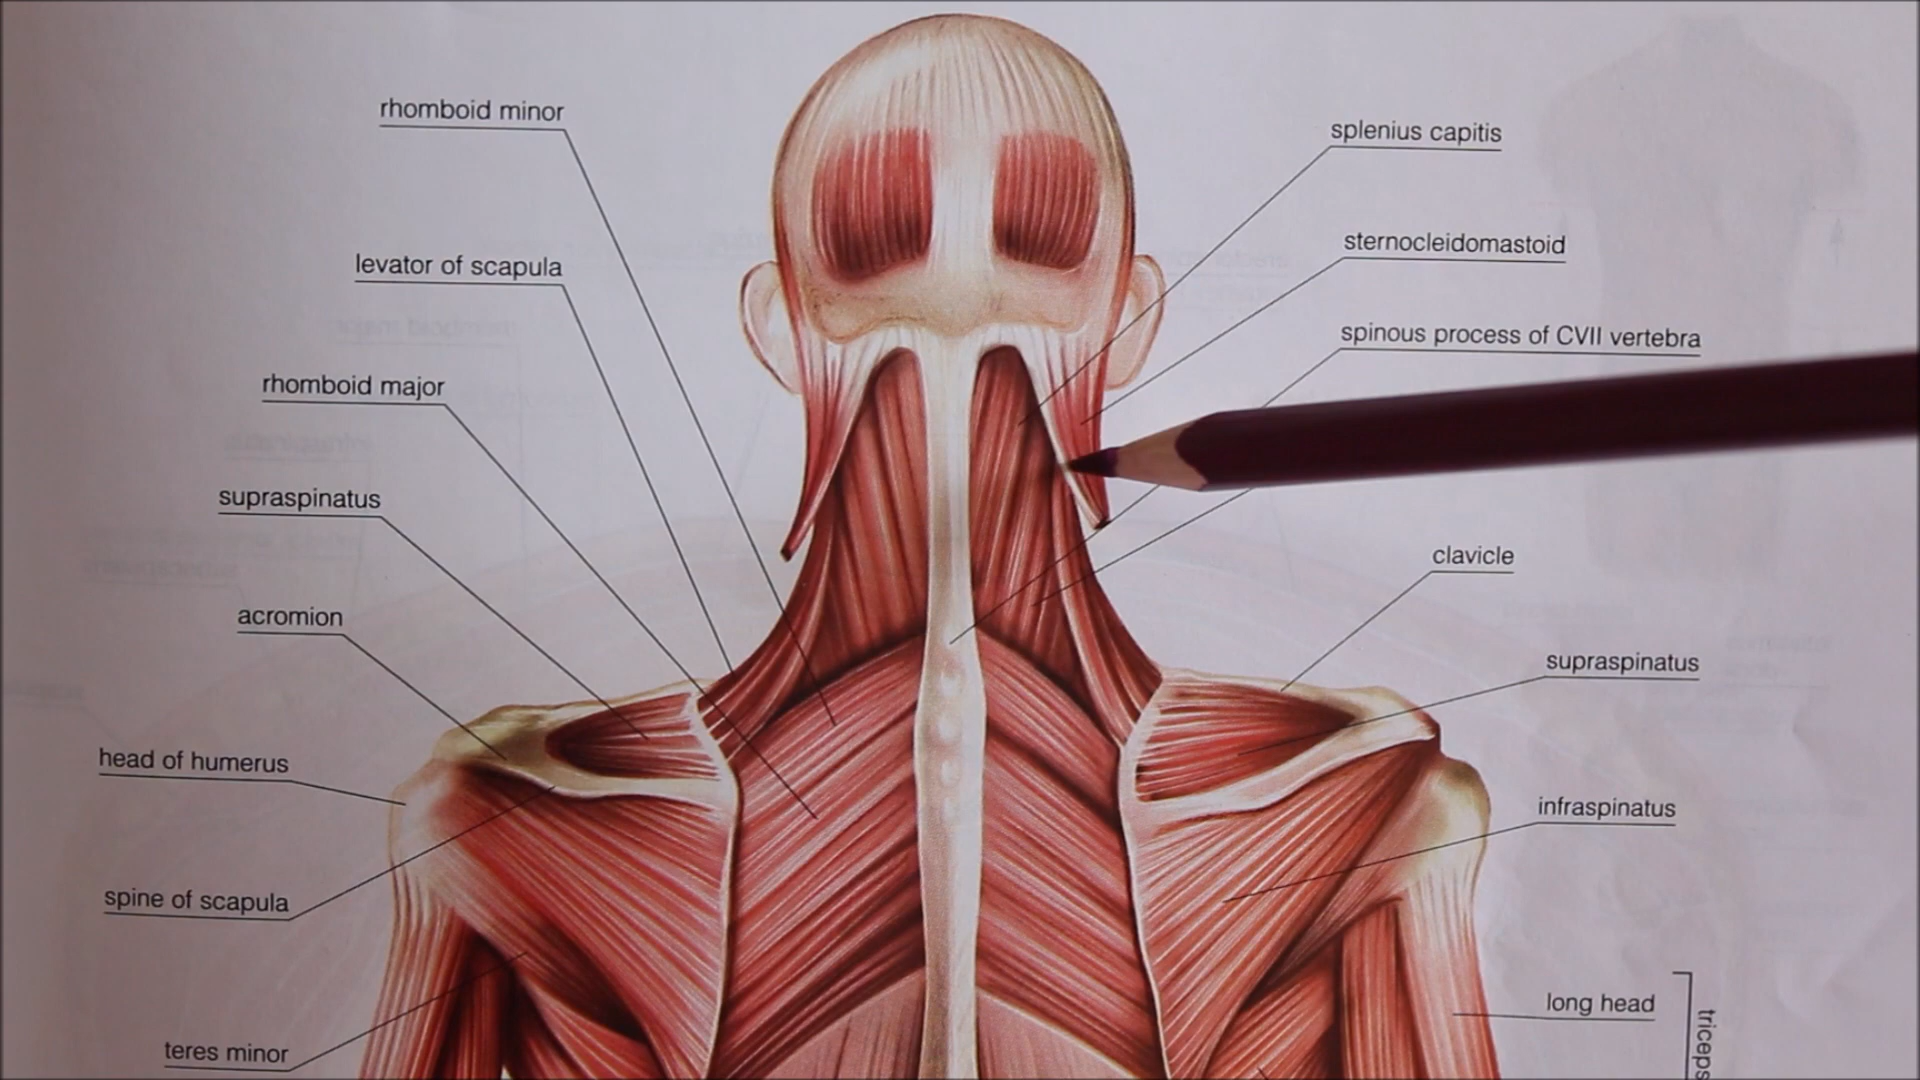 rhomboid minor
levator of scapula
rhomboid major
supraspinatus
acromion
head of humerus
spine of scapula
teres minor
splenius capitis
sternocleidomastoid
spinous process of CVII vertebra
clavicle
supraspinatus
infraspinatus
long head
triceps